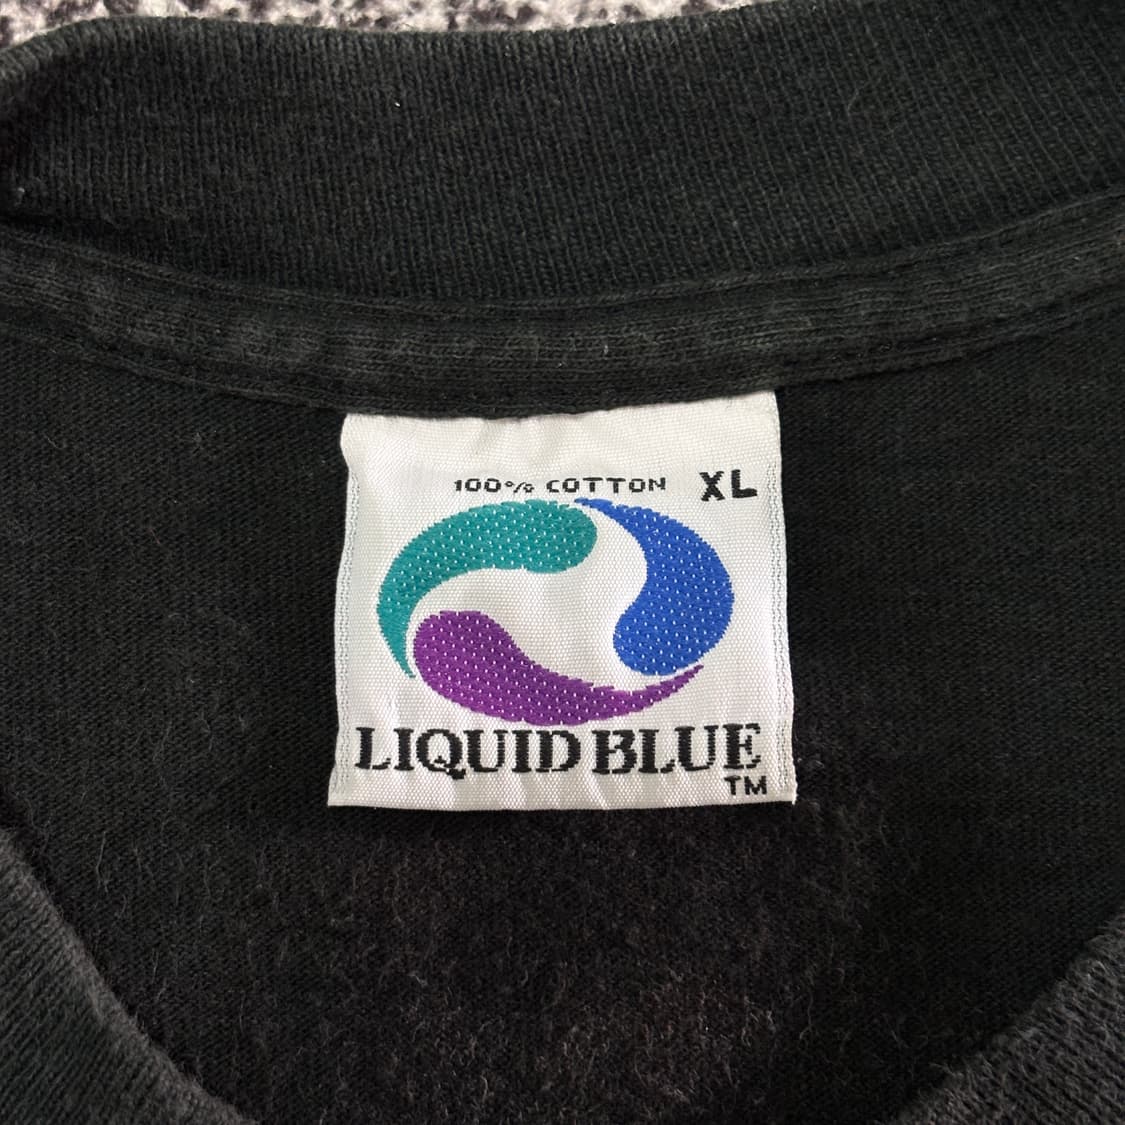 100% COTTON XL
LIQUID BLUE
TM